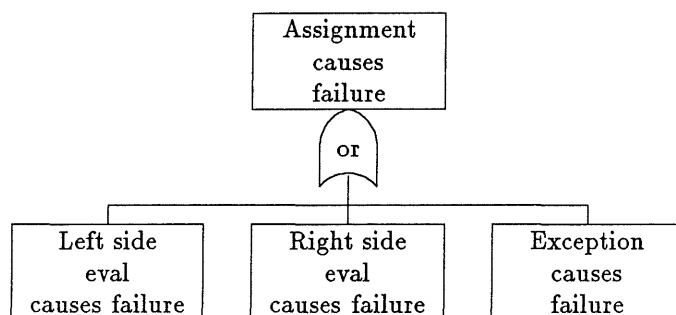 Assignment
causes
failure
or
Left side
eval
causes failure
Right side
eval
causes failure
Exception
causes
failure